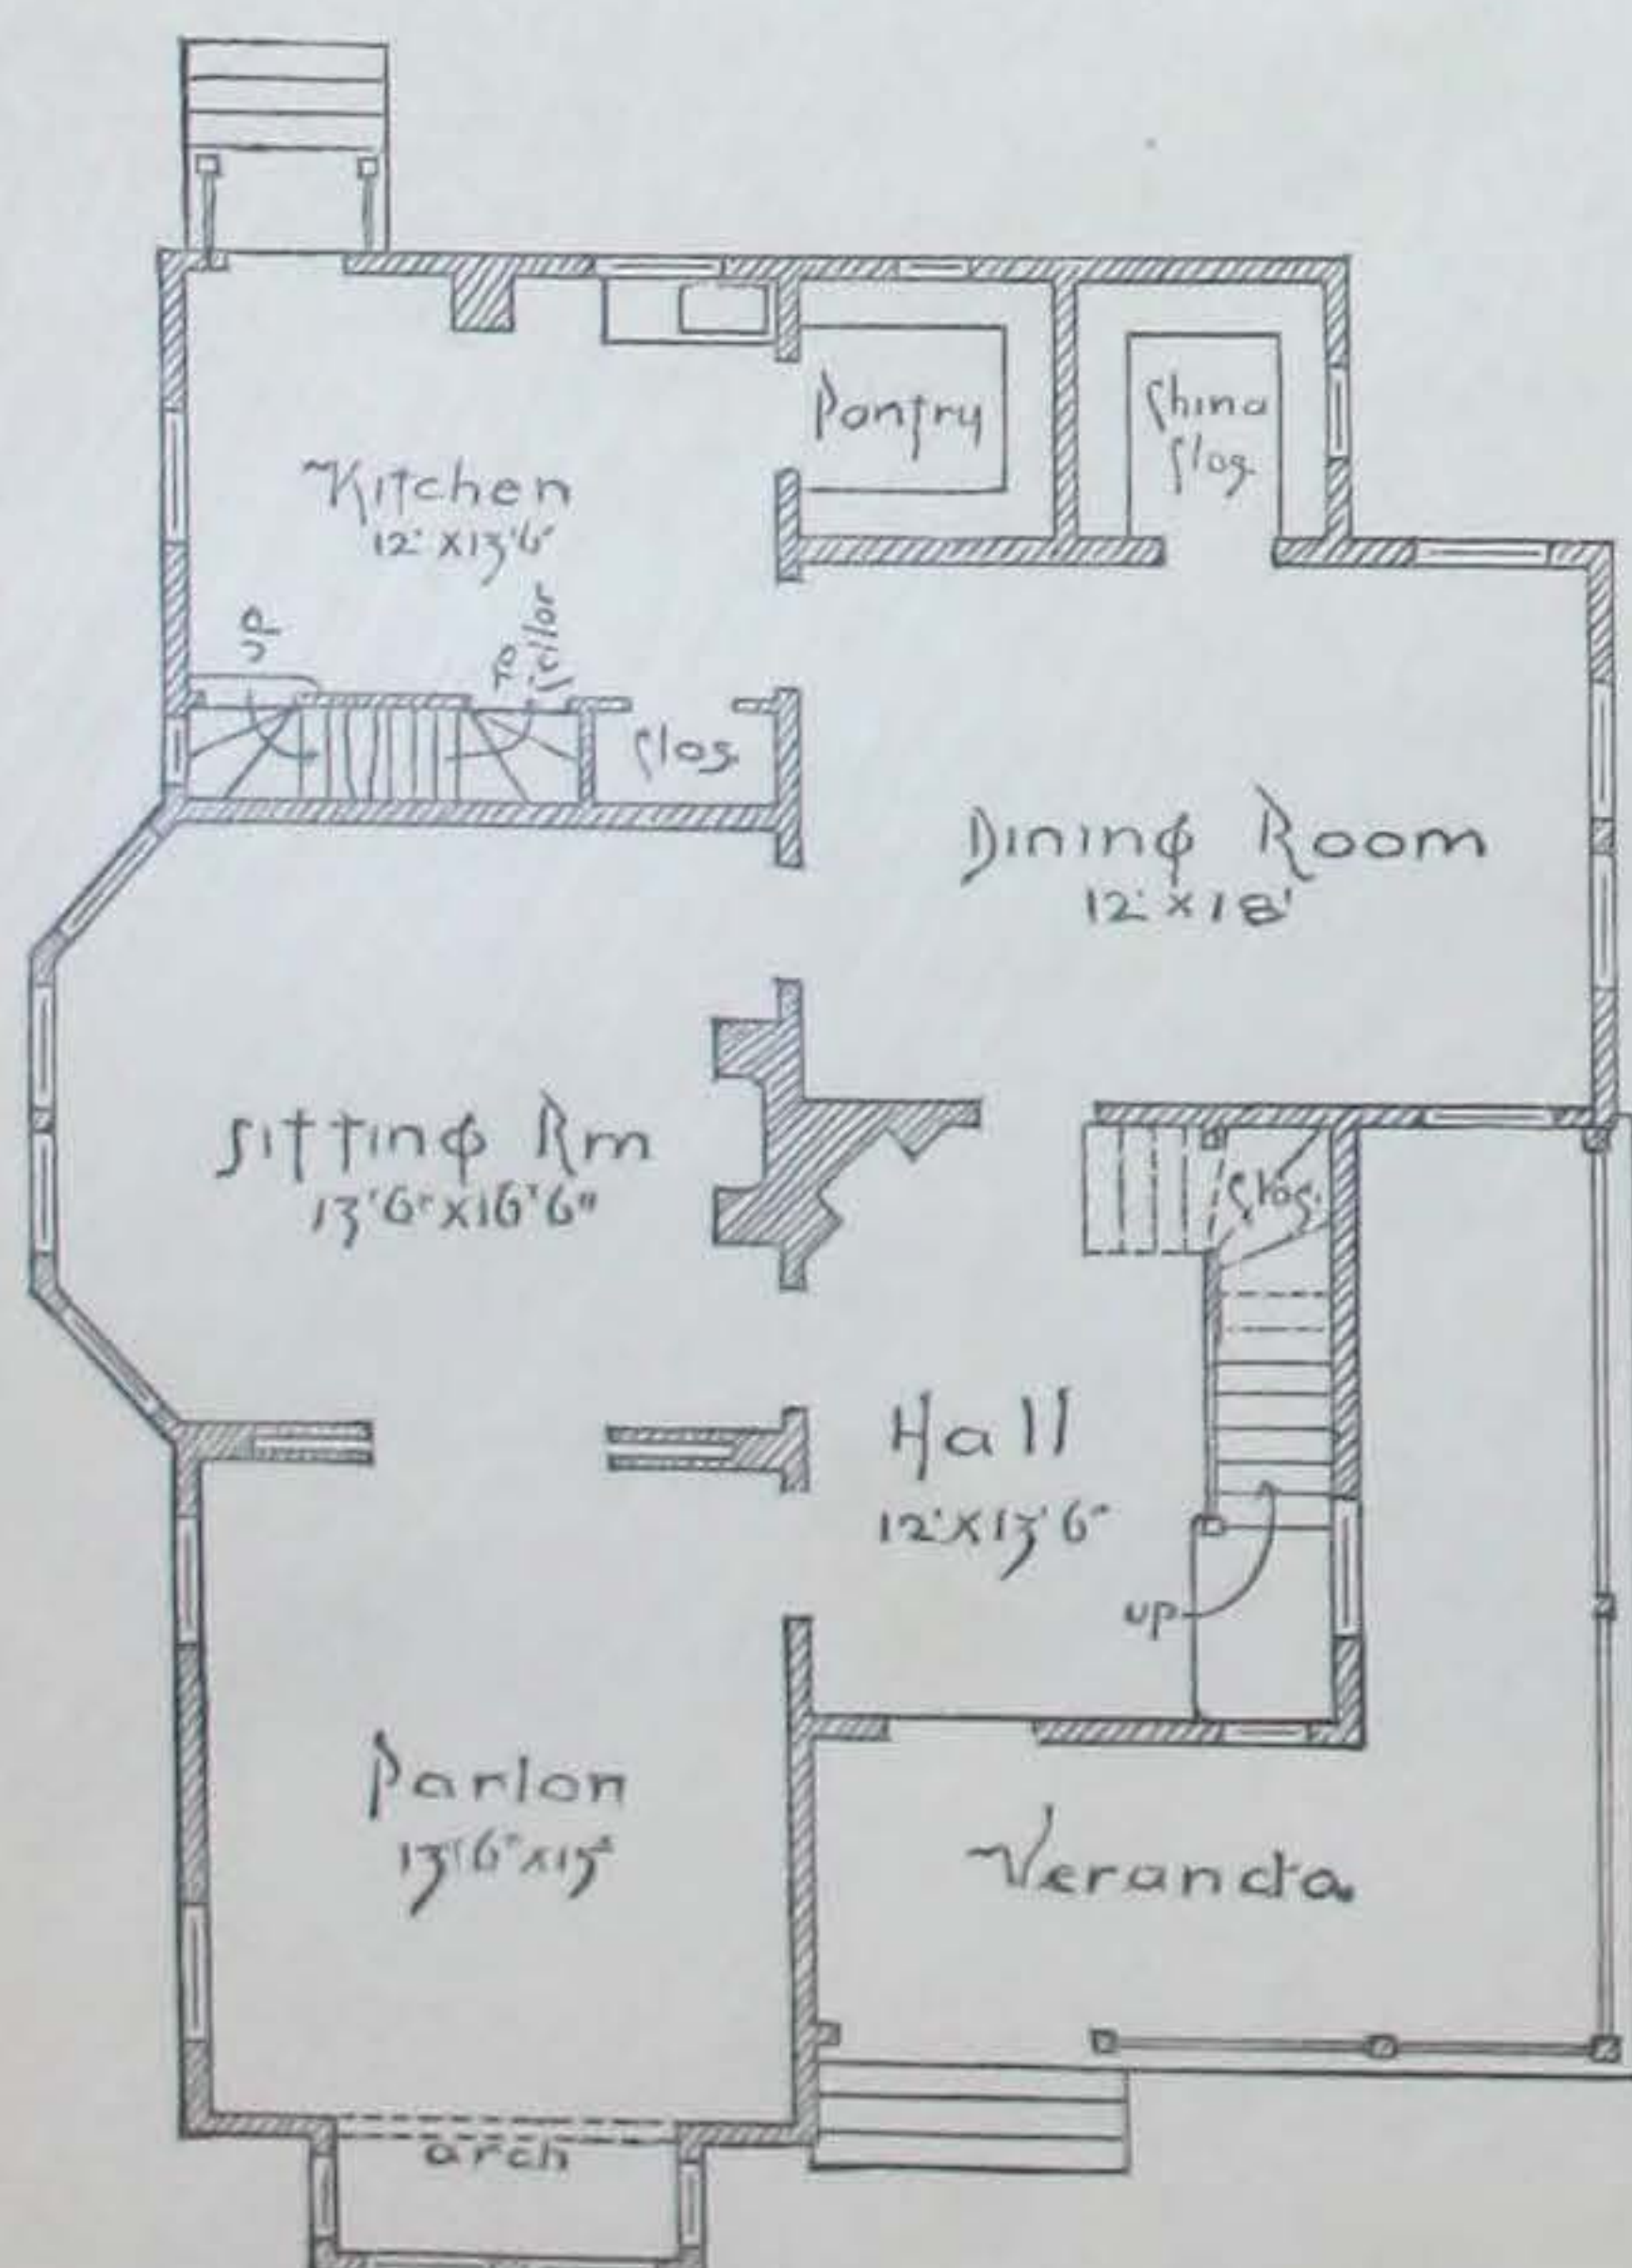 Pantry
China
Clos.
Kitchen
12' X 13'6"
UP
To
Cellar
Clos.
Dining Room
12' X 18'
Sitting Rm
13'6" X 16'6"
Clos.
Hall
12' X 13'6"
UP
Parlor
13'6" X 15'
Veranda
arch